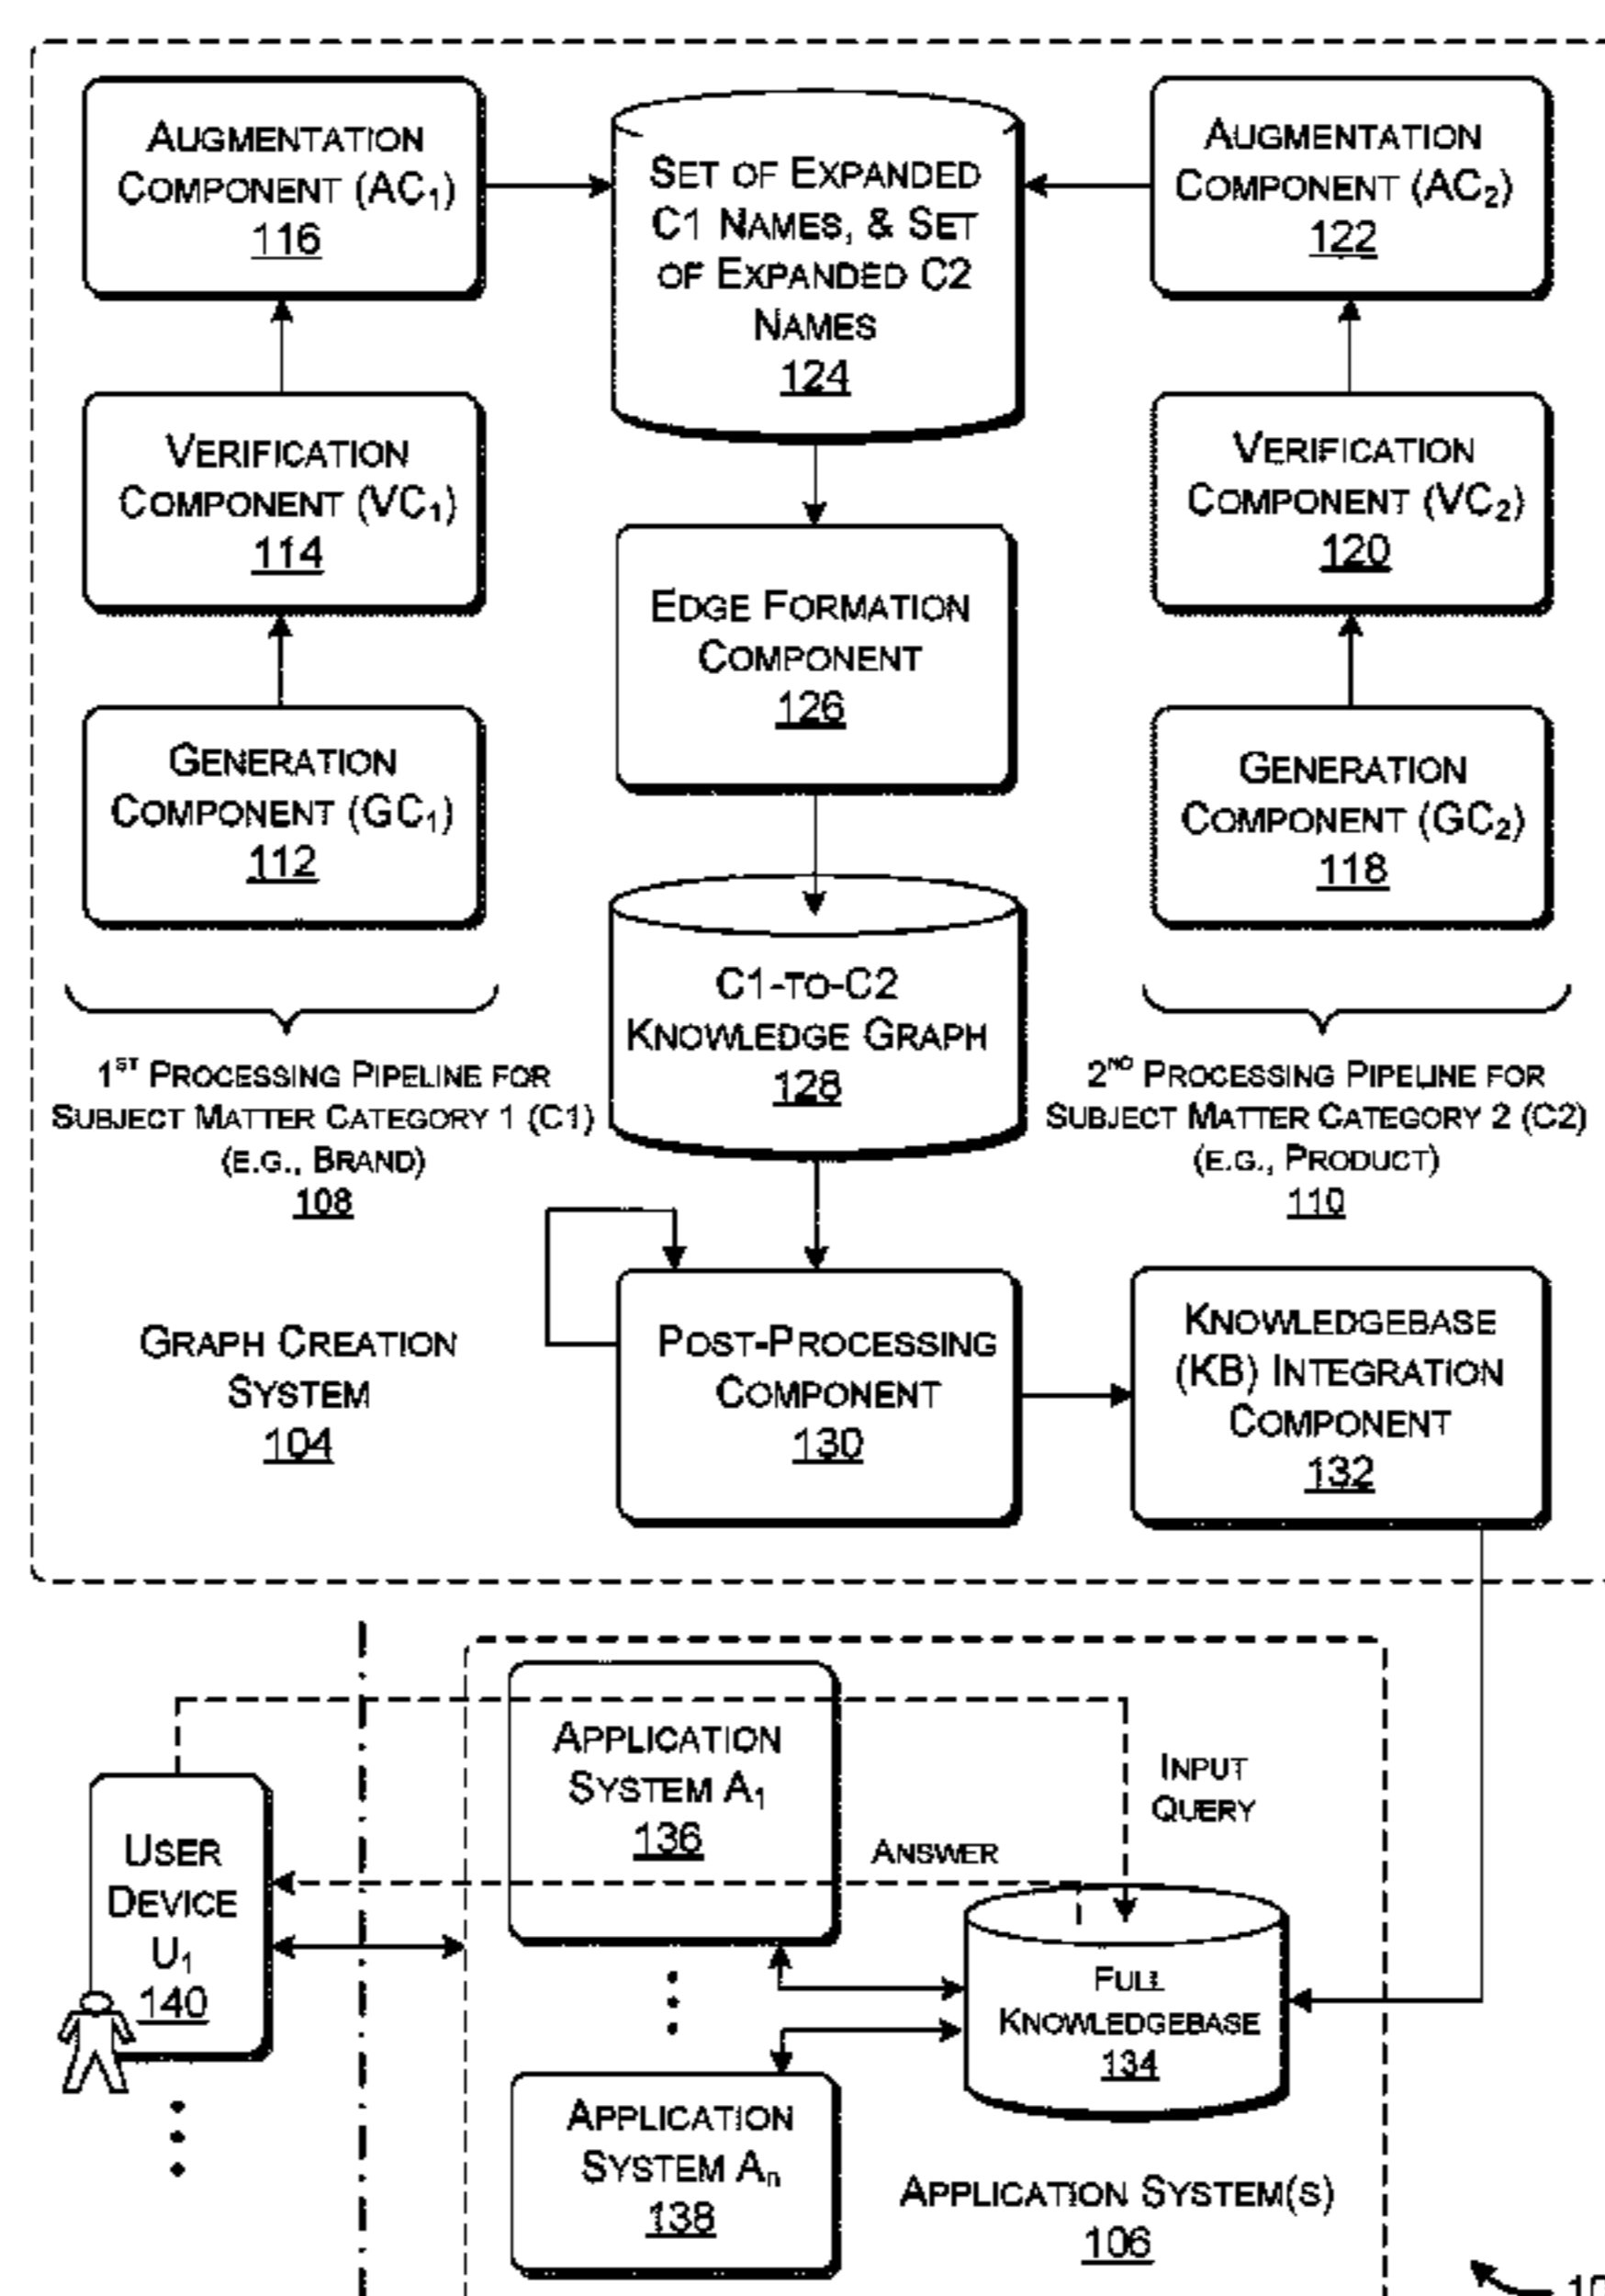 AUGMENTATION
COMPONENT (AC1)
116
SET OF EXPANDED
C1 NAMES, & SET
OF EXPANDED C2
NAMES
124
AUGMENTATION
COMPONENT (AC2)
122
VERIFICATION
COMPONENT (VC1)
114
VERIFICATION
COMPONENT (VC2)
120
EDGE FORMATION
COMPONENT
126
GENERATION
COMPONENT (GC1)
112
GENERATION
COMPONENT (GC2)
118
C1-TO-C2
KNOWLEDGE GRAPH
128
1ST PROCESSING PIPELINE FOR
SUBJECT MATTER CATEGORY 1 (C1)
(E.G., BRAND)
108
2ND PROCESSING PIPELINE FOR
SUBJECT MATTER CATEGORY 2 (C2)
(E.G., PRODUCT)
110
GRAPH CREATION
SYSTEM
104
POST-PROCESSING
COMPONENT
130
KNOWLEDGEBASE
(KB) INTEGRATION
COMPONENT
132
APPLICATION
SYSTEM A1
136
INPUT
QUERY
ANSWER
USER
DEVICE
U1
140
FULL
KNOWLEDGEBASE
134
APPLICATION
SYSTEM An
138
APPLICATION SYSTEM(S)
106